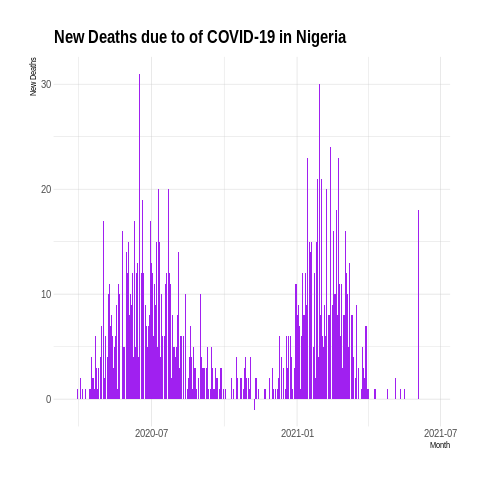 New Deaths due to of COVID-19 in Nigeria
New Deaths
30
20
10
0
2020-07
2021-01
2021-07
Month